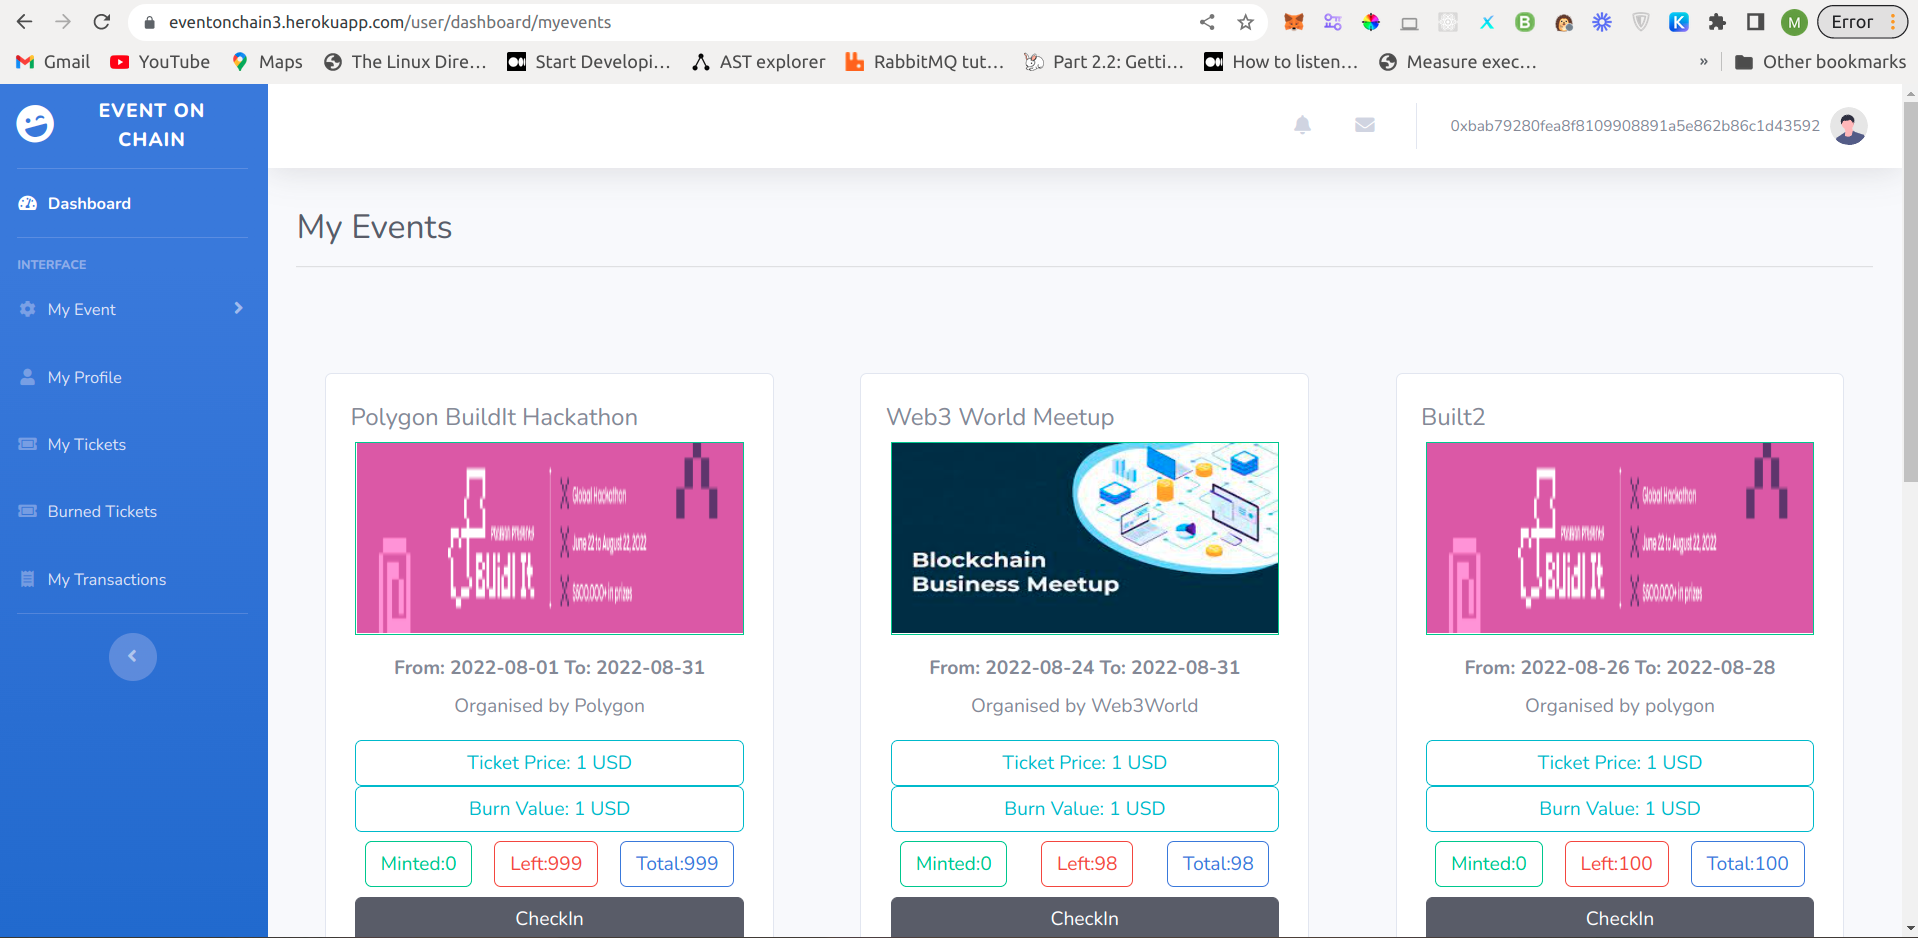 eventonchain3.herokuapp.com/user/dashboard/myevents
B
K
M
Error
Gmail
YouTube
Maps
The Linux Dire...
Start Developi...
AST explorer
RabbitMQ tut...
Part 2.2: Getti...
How to listen...
Measure exec...
»
Other bookmarks
EVENT ON
CHAIN
0xbab79280fea8f8109908891a5e862b86c1d43592
Dashboard
INTERFACE
My Event
My Profile
My Tickets
Burned Tickets
My Transactions
My Events
Polygon BuildIt Hackathon
POLYGON PRESENTS
BUidl It
Global Hackathon
June 22 to August 22, 2022
$500,000+ in prizes
From: 2022-08-01 To: 2022-08-31
Organised by Polygon
Ticket Price: 1 USD
Burn Value: 1 USD
Minted:0 Left:999 Total:999
CheckIn
Web3 World Meetup
Blockchain
Business Meetup
From: 2022-08-24 To: 2022-08-31
Organised by Web3World
Ticket Price: 1 USD
Burn Value: 1 USD
Minted:0 Left:98 Total:98
CheckIn
Built2
POLYGON PRESENTS
BUidl It
Global Hackathon
June 22 to August 22, 2022
$500,000+ in prizes
From: 2022-08-26 To: 2022-08-28
Organised by polygon
Ticket Price: 1 USD
Burn Value: 1 USD
Minted:0 Left:100 Total:100
CheckIn